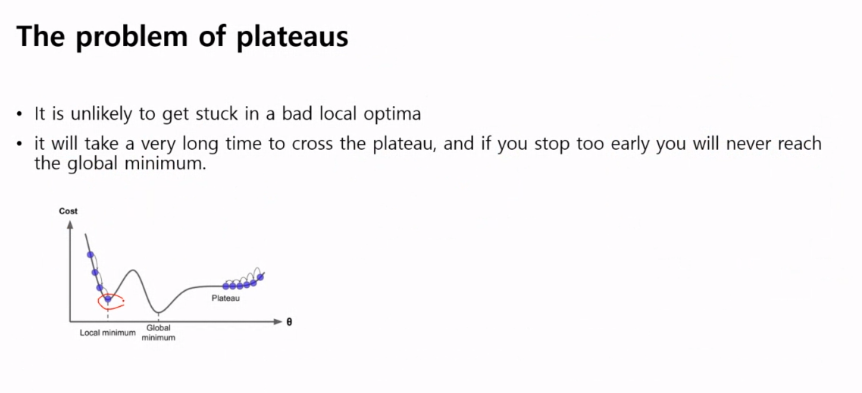 The problem of plateaus
• It is unlikely to get stuck in a bad local optima
• it will take a very long time to cross the plateau, and if you stop too early you will never reach
the global minimum.
Cost
Plateau
θ
Local minimum
Global
minimum